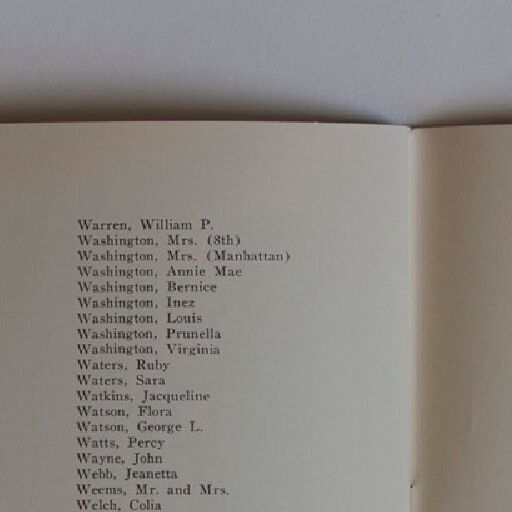 Warren, William P.
Washington, Mrs. (8th)
Washington, Mrs. (Manhattan)
Washington, Annie Mae
Washington, Bernice
Washington, Inez
Washington, Louis
Washington, Prunella
Washington, Virginia
Waters, Ruby
Waters, Sara
Watkins, Jacqueline
Watson, Flora
Watson, George L.
Watts, Percy
Wayne, John
Webb, Jeanetta
Weems, Mr. and Mrs.
Welch, Colia